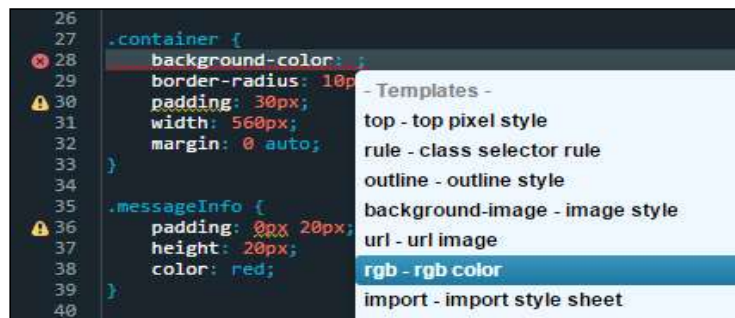 26
27 .container {
28 background-color: ;
29 border-radius: 10p
- Templates -
30 padding: 30px;
top - top pixel style
31 width: 560px;
rule - class selector rule
32 margin: 0 auto;
33 }
outline - outline style
34
35 .messageInfo {
background-image - image style
36 padding: 0px 20px;
url - url image
37 height: 20px;
38 color: red;
rgb - rgb color
39 }
import - import style sheet
40